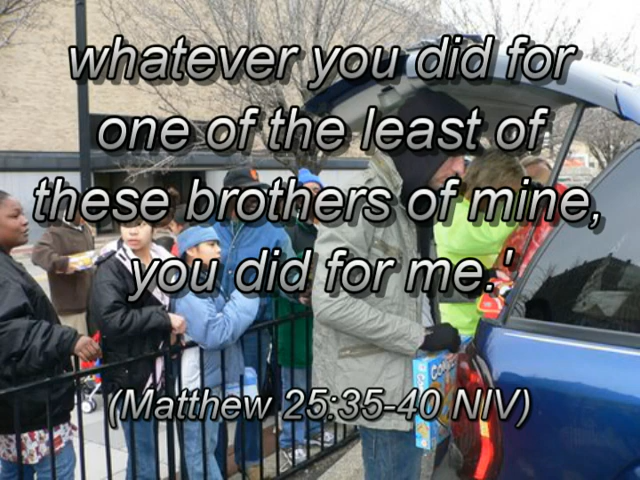 whatever you did for
one of the least of
these brothers of mine,
you did for me.'
(Matthew 25:35-40 NIV)